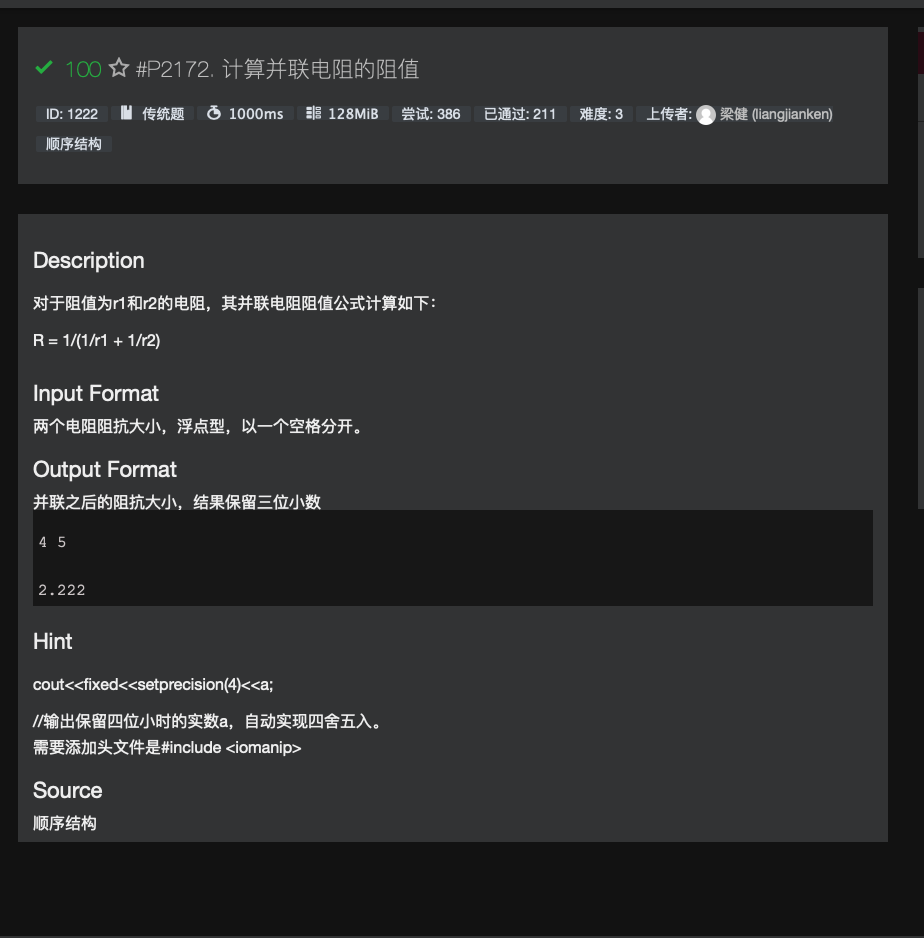 100 #P2172. 计算并联电阻的阻值
ID: 1222 传统题 1000ms 128MiB 尝试: 386 已通过: 211 难度: 3 上传者: 梁健 (liangjianken)
顺序结构
Description
对于阻值为r1和r2的电阻，其并联电阻阻值公式计算如下：
R = 1/(1/r1 + 1/r2)
Input Format
两个电阻阻抗大小，浮点型，以一个空格分开。
Output Format
并联之后的阻抗大小，结果保留三位小数
4 5
2.222
Hint
cout<<fixed<<setprecision(4)<<a;
//输出保留四位小时的实数a，自动实现四舍五入。
需要添加头文件是#include <iomanip>
Source
顺序结构